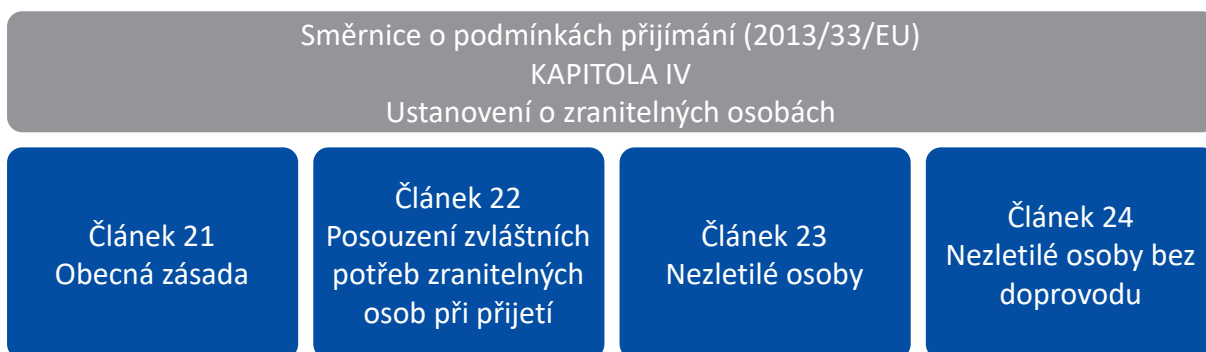 Směrnice o podmínkách přijímání (2013/33/EU)
KAPITOLA IV
Ustanovení o zranitelných osobách
Článek 21
Obecná zásada
Článek 22
Posouzení zvláštních
potřeb zranitelných
osob při přijetí
Článek 23
Nezletilé osoby
Článek 24
Nezletilé osoby bez
doprovodu